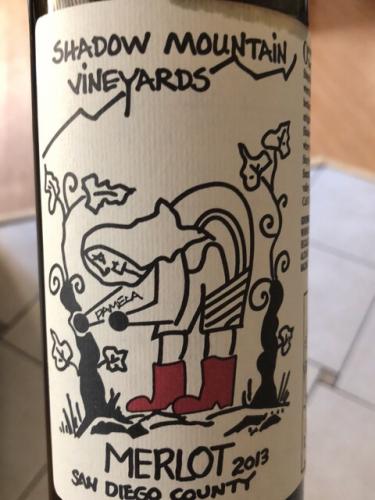 SHADOW MOUNTAIN
VINEYARDS
PAMELA
MERLOT 2013
SAN DIEGO COUNTY